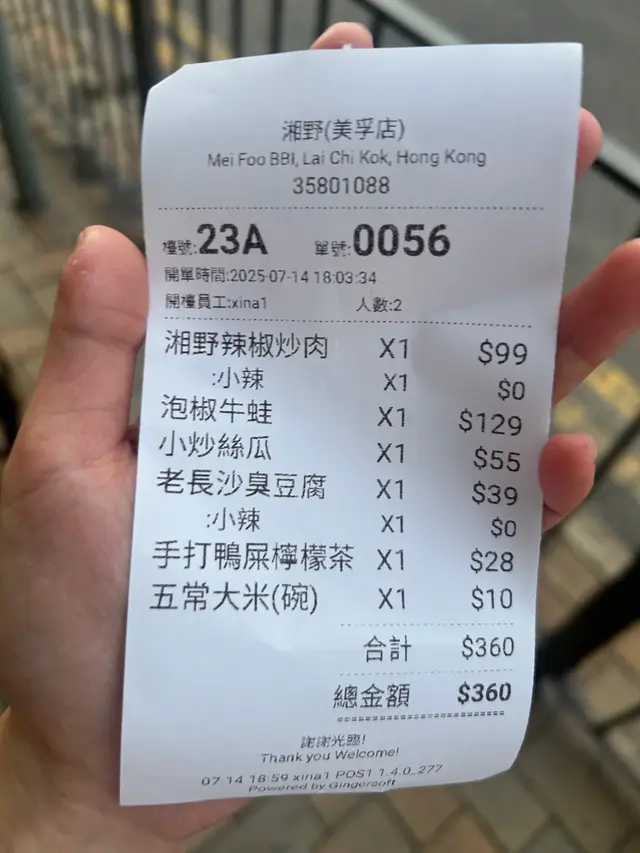 湘野(美孚店)
Mei Foo BBI, Lai Chi Kok, Hong Kong
35801088
檯號:23A 單號:0056
開單時間:2025-07-14 18:03:34
開檯員工:xina1 人數:2
湘野辣椒炒肉 X1 $99
:小辣 X1 $0
泡椒牛蛙 X1 $129
小炒絲瓜 X1 $55
老長沙臭豆腐 X1 $39
:小辣 X1 $0
手打鴨屎檸檬茶 X1 $28
五常大米(碗) X1 $10
合計 $360
總金額 $360
謝謝光臨!
Thank you Welcome!
07 14 18:59 xina1 POS1 1.4.0_277
Powered by Gingersoft